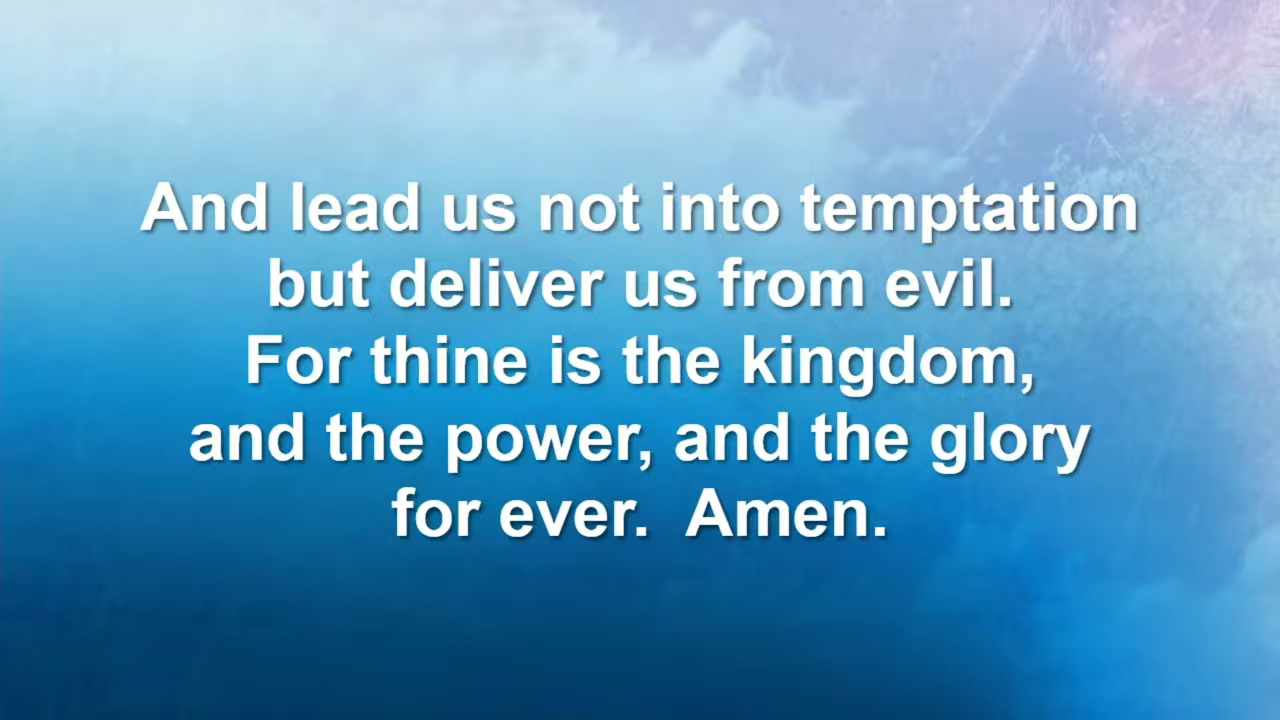 And lead us not into temptation
but deliver us from evil.
For thine is the kingdom,
and the power, and the glory
for ever.  Amen.